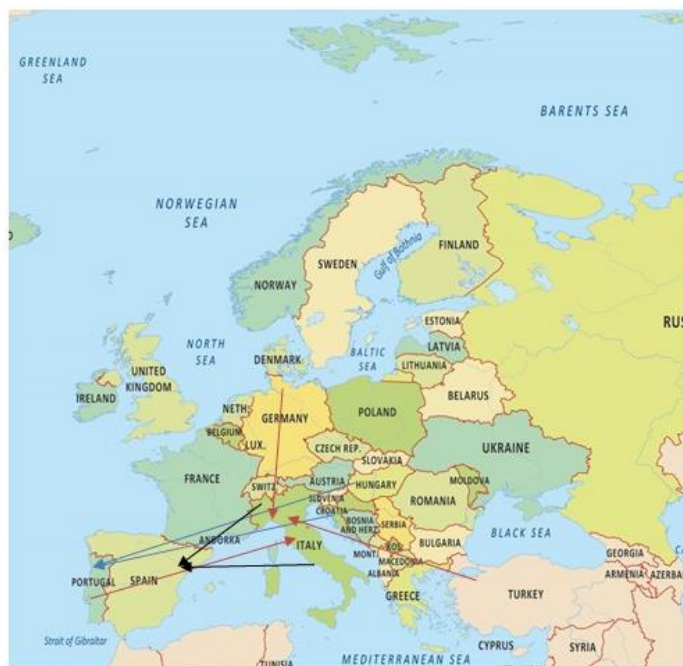 GREENLAND
SEA
BARENTS SEA
NORWEGIAN
SEA
FINLAND
SWEDEN
Gulf of Bothnia
NORWAY
RUS
ESTONIA
NORTH
SEA
BALTIC
SEA
LATVIA
DENMARK
LITHUANIA
UNITED
KINGDOM
IRELAND
BELARUS
NETH.
POLAND
GERMANY
BELGIUM
LUX.
CZECH REP.
UKRAINE
SLOVAKIA
FRANCE
SWITZ.
AUSTRIA
HUNGARY
MOLDOVA
SLOVENIA
CROATIA
ROMANIA
BOSNIA
AND HERZ.
SERBIA
BLACK SEA
ANDORRA
ITALY
MONT.
KOS.
BULGARIA
MACEDONIA
ALBANIA
GEORGIA
ARMENIA
AZERBA
PORTUGAL
SPAIN
GREECE
TURKEY
Strait of Gibraltar
CYPRUS
SYRIA
TUNISIA
MEDITERRANEAN SEA